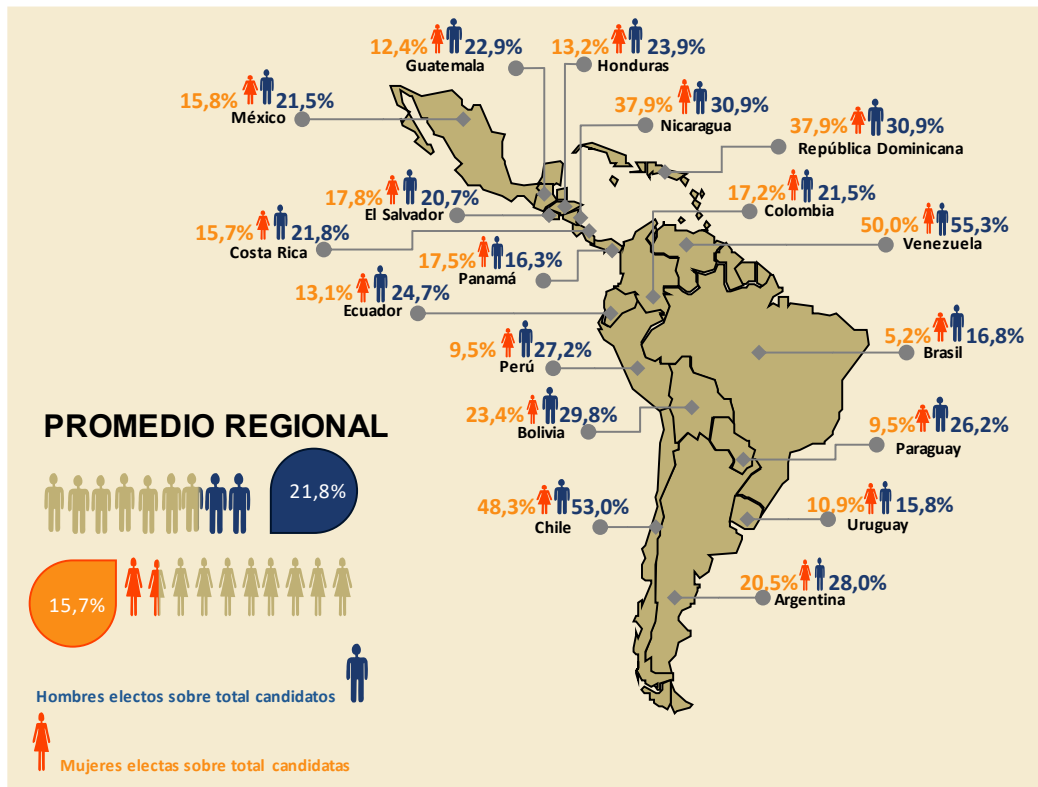 12,4% 22,9%
Guatemala
13,2% 23,9%
Honduras
15,8% 21,5%
México
37,9% 30,9%
Nicaragua
37,9% 30,9%
República Dominicana
17,8% 20,7%
El Salvador
17,2% 21,5%
Colombia
15,7% 21,8%
Costa Rica
50,0% 55,3%
Venezuela
17,5% 16,3%
Panamá
13,1% 24,7%
Ecuador
5,2% 16,8%
Brasil
9,5% 27,2%
Perú
23,4% 29,8%
Bolivia
9,5% 26,2%
Paraguay
48,3% 53,0%
Chile
10,9% 15,8%
Uruguay
20,5% 28,0%
Argentina
PROMEDIO REGIONAL
21,8%
15,7%
Hombres electos sobre total candidatos
Mujeres electas sobre total candidatas